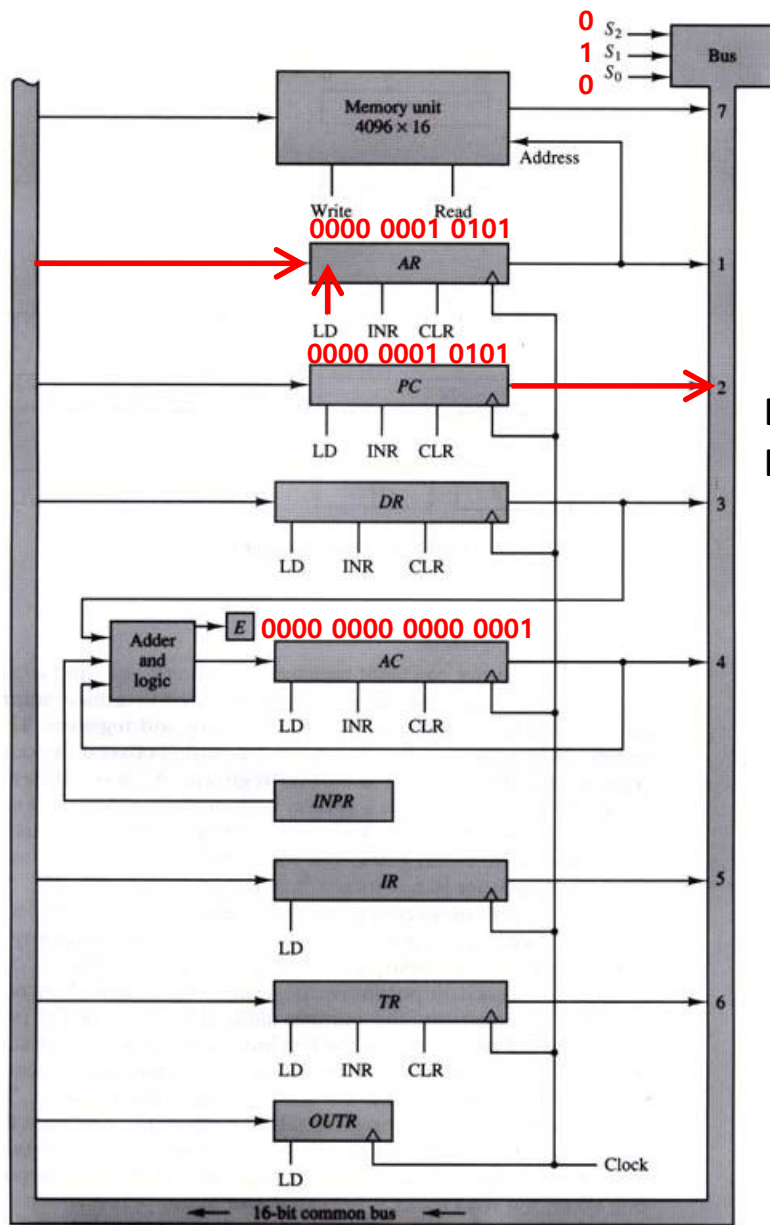 0
S2
1
S1
Bus
0
S0
Memory unit
4096 × 16
7
Address
Write
Read
0000 0001 0101
AR
1
LD
INR
CLR
0000 0001 0101
PC
2
LD
INR
CLR
DR
3
LD
INR
CLR
E
0000 0000 0000 0001
Adder
and
logic
AC
4
LD
INR
CLR
INPR
IR
5
LD
TR
6
LD
INR
CLR
OUTR
LD
Clock
16-bit common bus